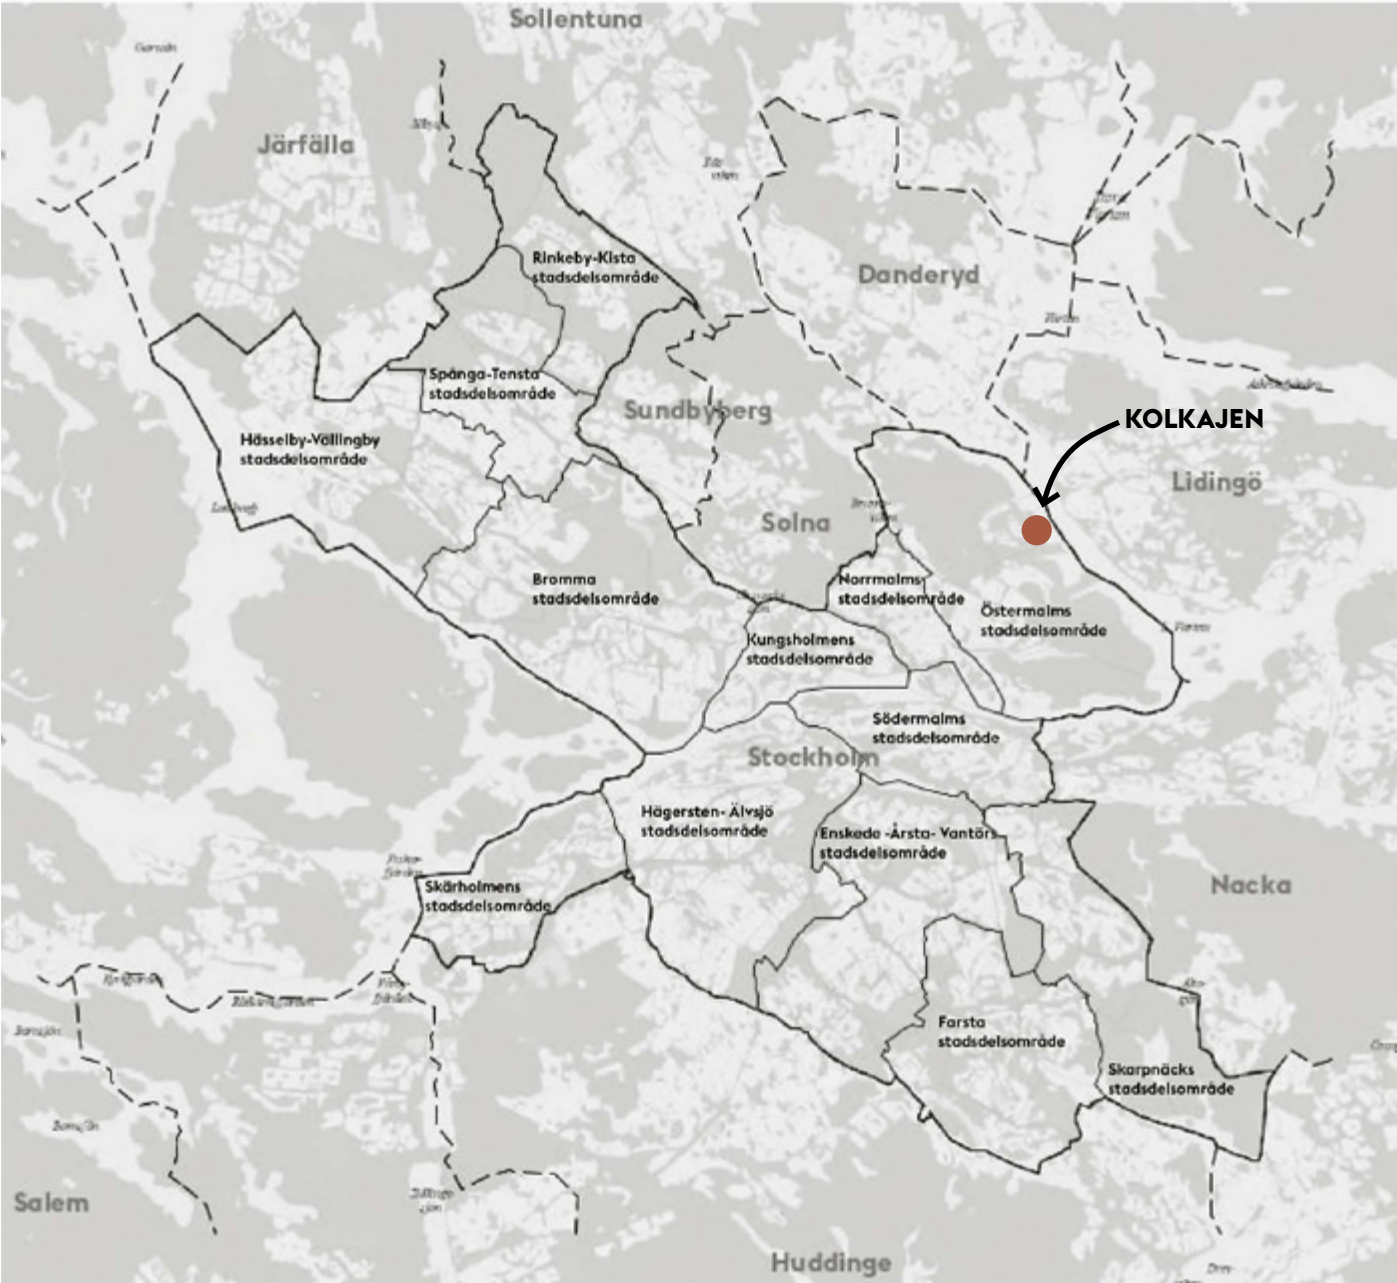 Sollentuna
Järfälla
Rinkeby-Kista
stadsdelsområde
Danderyd
Spånga-Tensta
stadsdelsområde
Sundbyberg
KOLKAJEN
Hässelby-Vällingby
stadsdelsområde
Lidingö
Solna
Bromma
stadsdelsområde
Norrmalms-
stadsdelsområde
Östermalms
stadsdelsområde
Kungsholmens
stadsdelsområde
Södermalms
stadsdelsområde
Stockholm
Hägersten- Älvsjö
stadsdelsområde
Enskede -Årsta- Vantörs
stadsdelsområde
Skärholmens
stadsdelsområde
Nacka
Farsta
stadsdelsområde
Skarpnäcks
stadsdelsområde
Salem
Huddinge